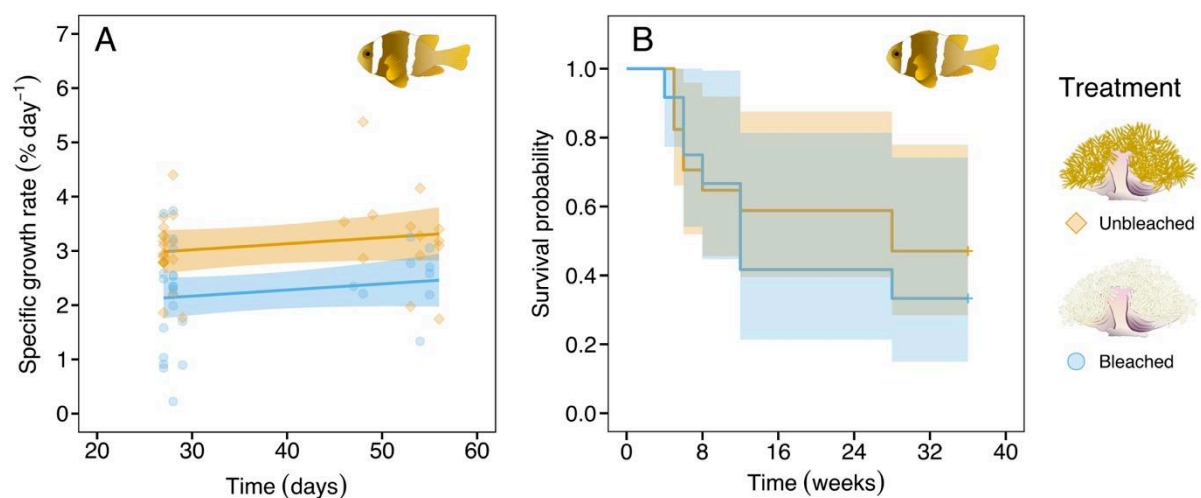 A
Specific growth rate (% day⁻¹)
7
6
5
4
3
2
1
0
20 30 40 50 60
Time (days)
B
Survival probability
1.0
0.8
0.6
0.4
0.2
0.0
0 8 16 24 32 40
Time (weeks)
Treatment
Unbleached
Bleached